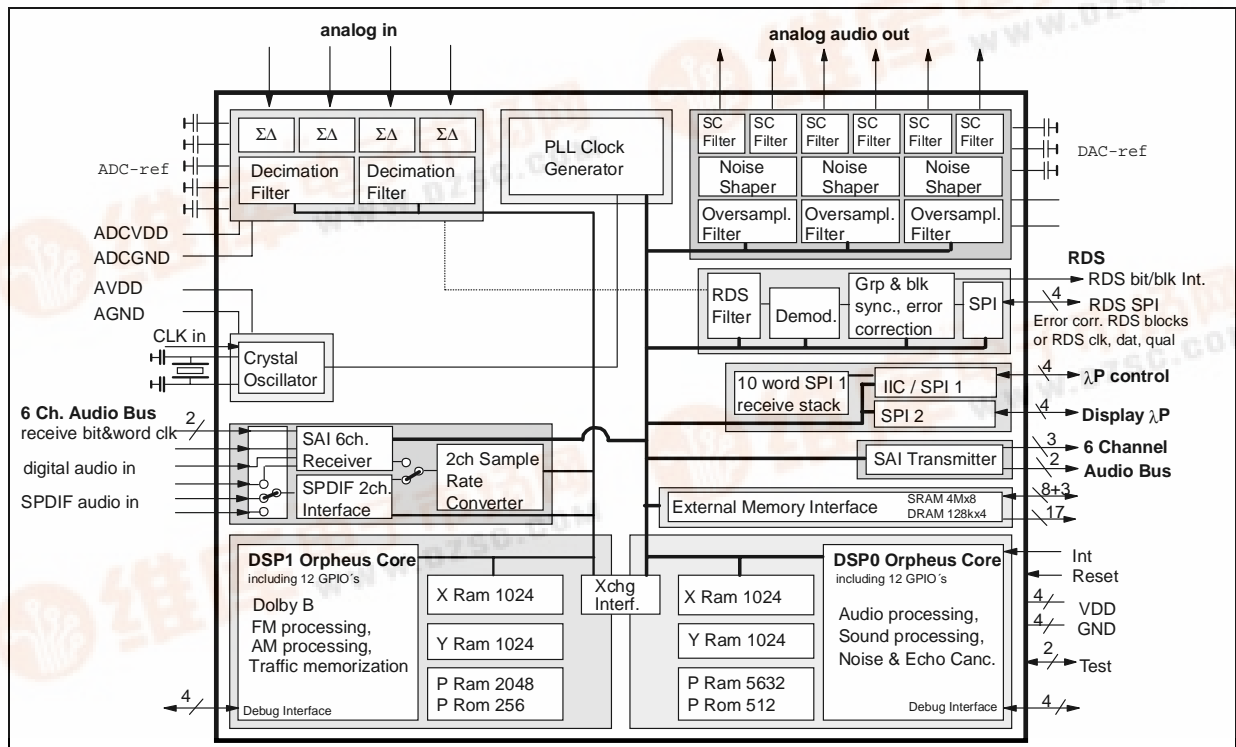 analog in
analog audio out
ΣΔ ΣΔ ΣΔ ΣΔ
Decimation Filter
Decimation Filter
ADC-ref
ADCVDD
ADCGND
AVDD
AGND
CLK in
Crystal Oscillator
PLL Clock Generator
SC Filter
SC Filter
SC Filter
SC Filter
SC Filter
SC Filter
Noise Shaper
Noise Shaper
Noise Shaper
Oversampl. Filter
Oversampl. Filter
Oversampl. Filter
DAC-ref
RDS
RDS bit/blk Int.
4
RDS SPI
Error corr. RDS blocks
or RDS clk, dat, qual
RDS Filter
Demod.
Grp & blk
sync., error
correction
SPI
10 word SPI 1
receive stack
IIC / SPI 1
SPI 2
4
λP control
4
Display λP
SAI Transmitter
3
6 Channel
2
Audio Bus
External Memory Interface
SRAM 4Mx8
DRAM 128kx4
8+3
17
6 Ch. Audio Bus
receive bit&word clk
2
digital audio in
SPDIF audio in
SAI 6ch.
Receiver
SPDIF 2ch.
Interface
2ch Sample
Rate
Converter
DSP1 Orpheus Core
including 12 GPIO´s
Dolby B
FM processing,
AM processing,
Traffic memorization
Debug Interface
4
X Ram 1024
Y Ram 1024
P Ram 2048
P Rom 256
Xchg
Interf.
X Ram 1024
Y Ram 1024
P Ram 5632
P Rom 512
DSP0 Orpheus Core
including 12 GPIO´s
Audio processing,
Sound processing,
Noise & Echo Canc.
Debug Interface
Int
Reset
4
VDD
4
GND
2
Test
4
维库电子市场网
www.dzsc.com